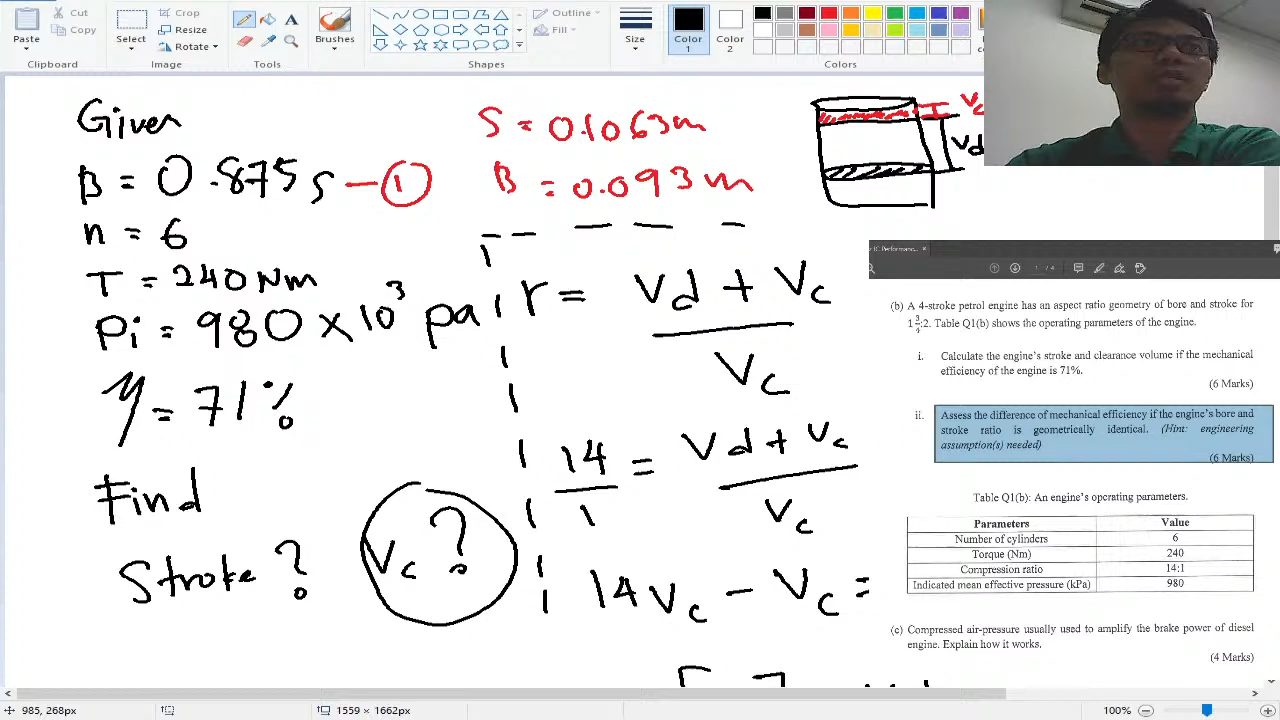 Paste
Cut
Copy
Clipboard
Select
Crop
Resize
Rotate
Image
A
Tools
Brushes
Outline
Fill
Shapes
Size
Color
1
Color
2
Colors
Given
B = 0.875 S — ①
n = 6
T = 240 Nm
Pi = 980 x 10³ pa
η = 71%
Find
Stroke?
Vc?
S = 0.1063m
B = 0.093m
r = Vd + Vc
Vc
14 = Vd + Vc
1 Vc
14Vc - Vc =
Vc
Vd
IC Performance...
1 / 4
(b) A 4-stroke petrol engine has an aspect ratio geometry of bore and stroke for
:2. Table Q1(b) shows the operating parameters of the engine.
i. Calculate the engine's stroke and clearance volume if the mechanical
efficiency of the engine is 71%.
(6 Marks)
ii. Assess the difference of mechanical efficiency if the engine's bore and
stroke ratio is geometrically identical. (Hint: engineering
assumption(s) needed)
(6 Marks)
Table Q1(b): An engine's operating parameters.
Parameters Value
Number of cylinders 6
Torque (Nm) 240
Compression ratio 14:1
Indicated mean effective pressure (kPa) 980
(c) Compressed air-pressure usually used to amplify the brake power of diesel
engine. Explain how it works.
(4 Marks)
985, 268px
1559 × 1662px
100%